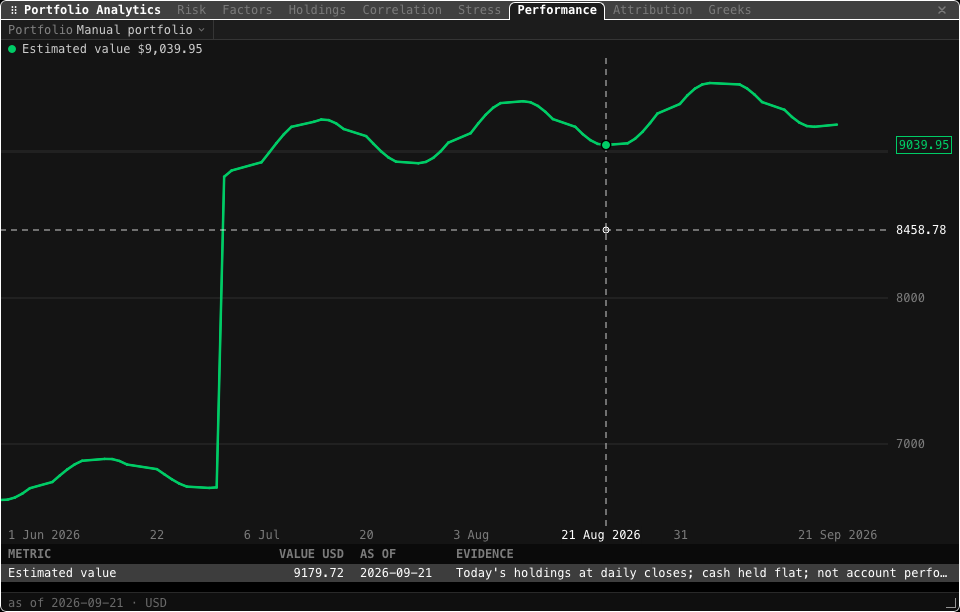 ⠿ Portfolio Analytics Risk Factors Holdings Correlation Stress Performance Attribution Greeks ×
Portfolio Manual portfolio
Estimated value $9,039.95
9039.95
8458.78
8000
7000
1 Jun 2026 22 6 Jul 20 3 Aug 21 Aug 2026 31 21 Sep 2026
METRIC VALUE USD AS OF EVIDENCE
Estimated value 9179.72 2026-09-21 Today's holdings at daily closes; cash held flat; not account perfo…
as of 2026-09-21 · USD